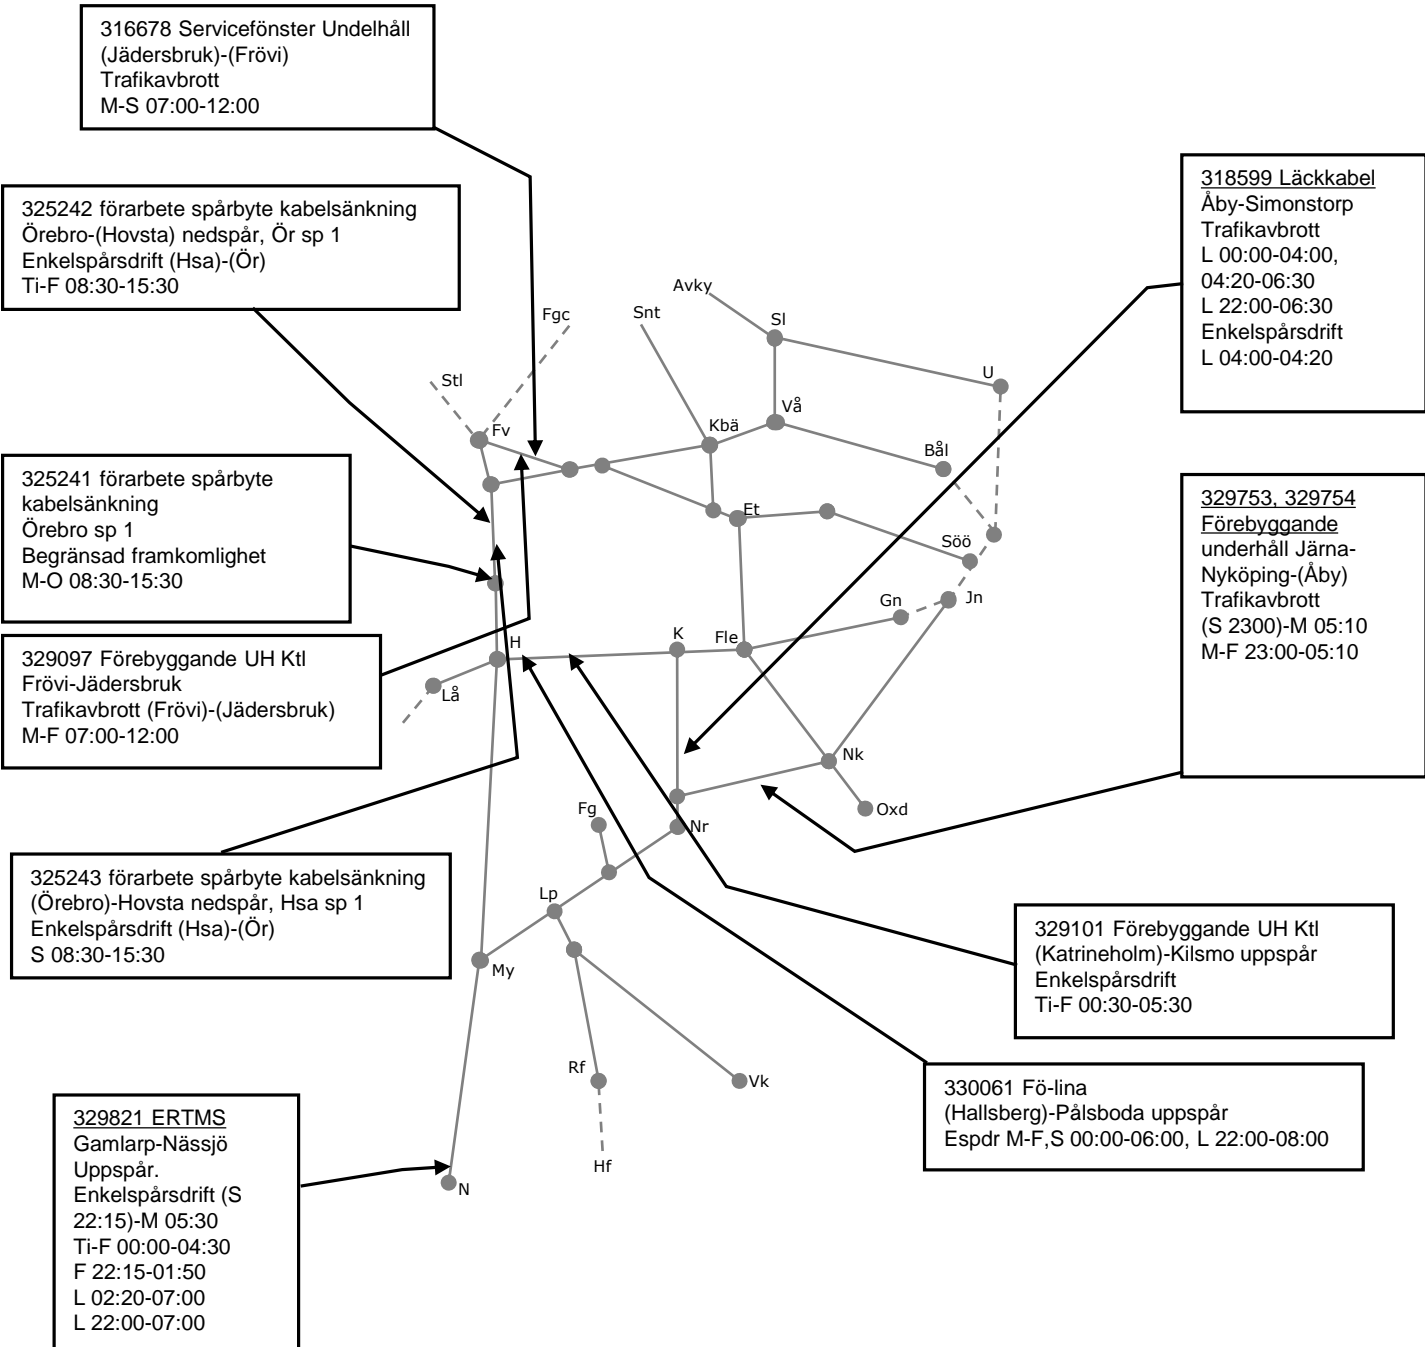 316678 Servicefönster Undelhåll
(Jädersbruk)-(Frövi)
Trafikavbrott
M-S 07:00-12:00
325242 förarbete spårbyte kabelsänkning
Örebro-(Hovsta) nedspår, Ör sp 1
Enkelspårsdrift (Hsa)-(Ör)
Ti-F 08:30-15:30
325241 förarbete spårbyte
kabelsänkning
Örebro sp 1
Begränsad framkomlighet
M-O 08:30-15:30
329097 Förebyggande UH Ktl
Frövi-Jädersbruk
Trafikavbrott (Frövi)-(Jädersbruk)
M-F 07:00-12:00
325243 förarbete spårbyte kabelsänkning
(Örebro)-Hovsta nedspår, Hsa sp 1
Enkelspårsdrift (Hsa)-(Ör)
S 08:30-15:30
329821 ERTMS
Gamlarp-Nässjö
Uppspår.
Enkelspårsdrift (S
22:15)-M 05:30
Ti-F 00:00-04:30
F 22:15-01:50
L 02:20-07:00
L 22:00-07:00
318599 Läckkabel
Åby-Simonstorp
Trafikavbrott
L 00:00-04:00,
04:20-06:30
L 22:00-06:30
Enkelspårsdrift
L 04:00-04:20
329753, 329754
Förebyggande
underhåll Järna-
Nyköping-(Åby)
Trafikavbrott
(S 2300)-M 05:10
M-F 23:00-05:10
329101 Förebyggande UH Ktl
(Katrineholm)-Kilsmo uppspår
Enkelspårsdrift
Ti-F 00:30-05:30
330061 Fö-lina
(Hallsberg)-Pålsboda uppspår
Espdr M-F,S 00:00-06:00, L 22:00-08:00
Avky
Snt
Fgc
Sl
Stl
U
Vå
Kbä
Fv
Bål
Et
Söö
Jn
Gn
K
Fle
H
Lå
Nk
Oxd
Fg
Nr
Lp
My
Rf
Vk
Hf
N